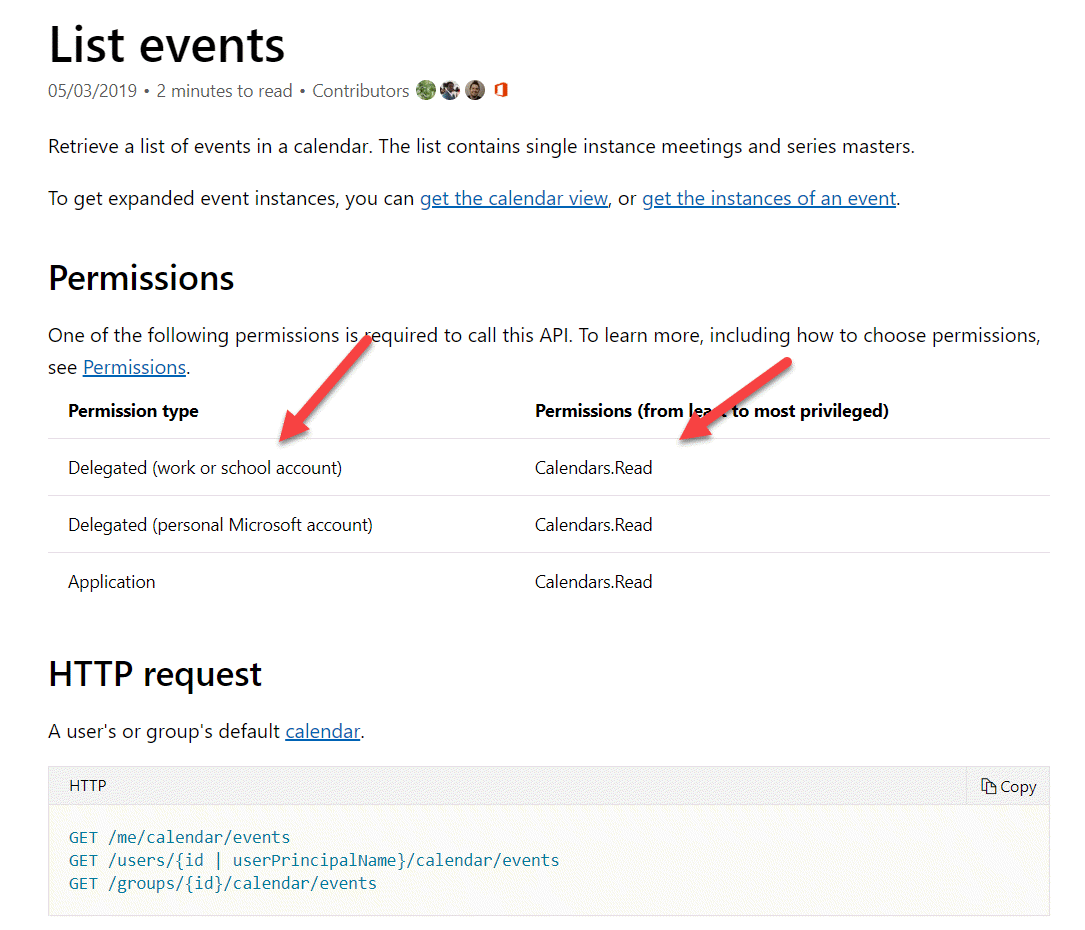 List events
05/03/2019 • 2 minutes to read • Contributors
Retrieve a list of events in a calendar. The list contains single instance meetings and series masters.
To get expanded event instances, you can get the calendar view, or get the instances of an event.
Permissions
One of the following permissions is required to call this API. To learn more, including how to choose permissions,
see Permissions.
Permission type Permissions (from least to most privileged)
Delegated (work or school account) Calendars.Read
Delegated (personal Microsoft account) Calendars.Read
Application Calendars.Read
HTTP request
A user's or group's default calendar.
HTTP Copy
GET /me/calendar/events
GET /users/{id | userPrincipalName}/calendar/events
GET /groups/{id}/calendar/events